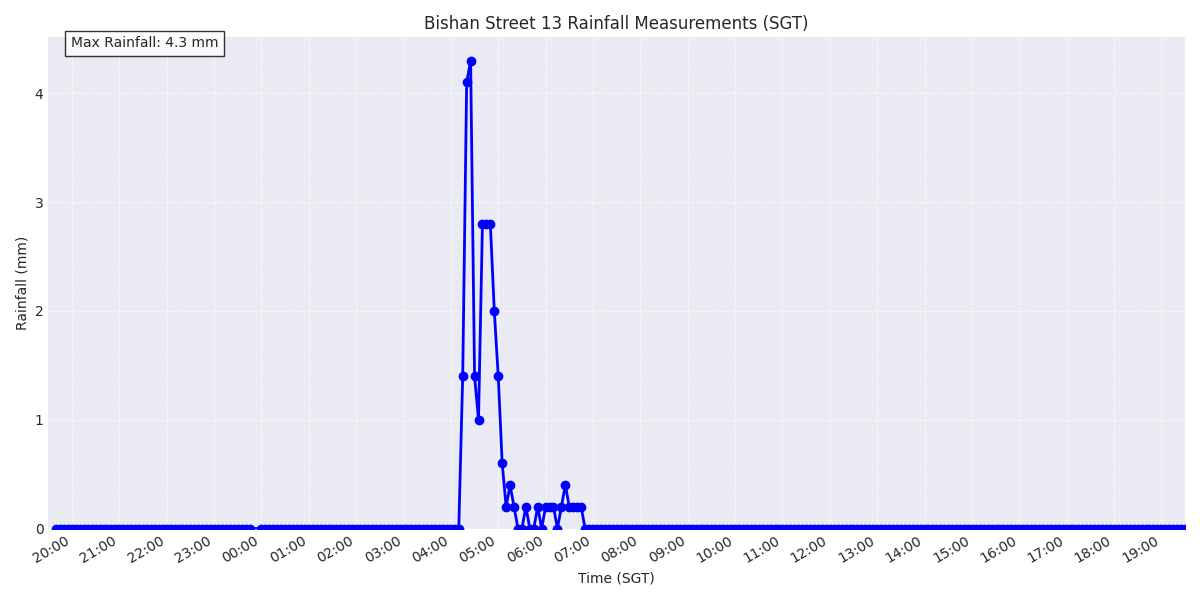 Bishan Street 13 Rainfall Measurements (SGT)
Max Rainfall: 4.3 mm
Rainfall (mm)
4
3
2
1
0
20:00 21:00 22:00 23:00 00:00 01:00 02:00 03:00 04:00 05:00 06:00 07:00 08:00 09:00 10:00 11:00 12:00 13:00 14:00 15:00 16:00 17:00 18:00 19:00
Time (SGT)